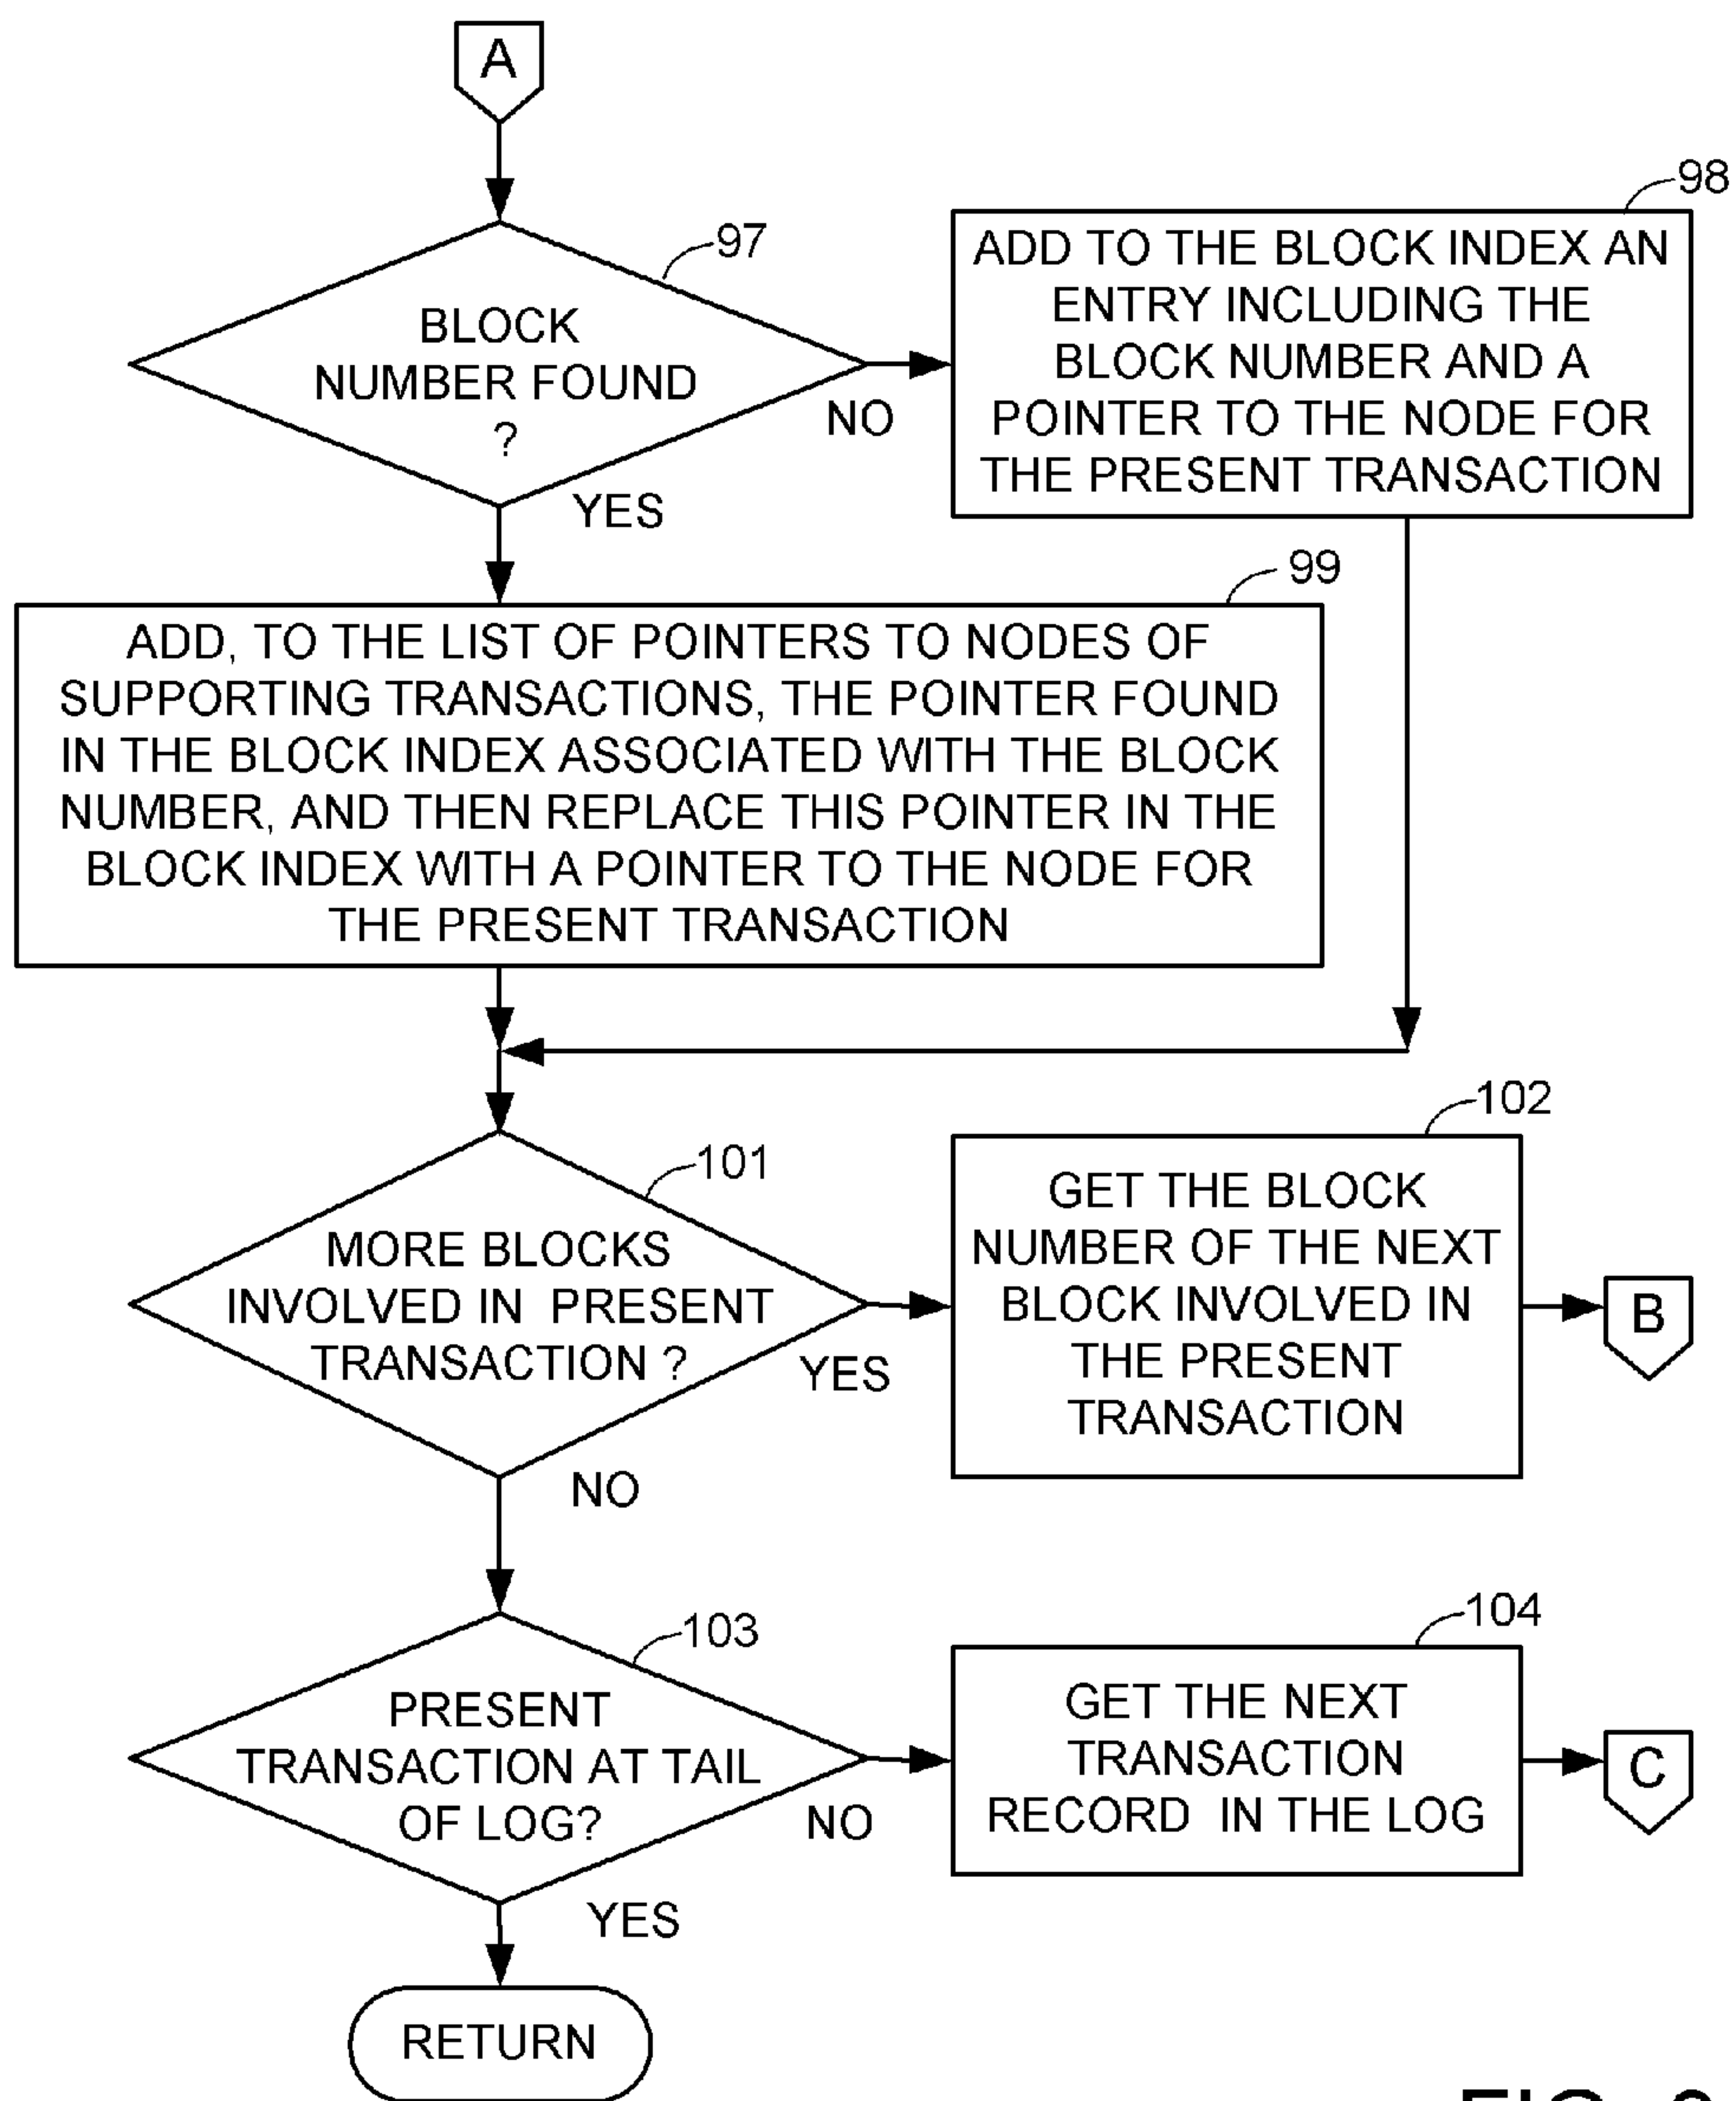 A
97
BLOCK
NUMBER FOUND
?
NO
YES
98
ADD TO THE BLOCK INDEX AN
ENTRY INCLUDING THE
BLOCK NUMBER AND A
POINTER TO THE NODE FOR
THE PRESENT TRANSACTION
99
ADD, TO THE LIST OF POINTERS TO NODES OF
SUPPORTING TRANSACTIONS, THE POINTER FOUND
IN THE BLOCK INDEX ASSOCIATED WITH THE BLOCK
NUMBER, AND THEN REPLACE THIS POINTER IN THE
BLOCK INDEX WITH A POINTER TO THE NODE FOR
THE PRESENT TRANSACTION
101
MORE BLOCKS
INVOLVED IN PRESENT
TRANSACTION ?
YES
NO
102
GET THE BLOCK
NUMBER OF THE NEXT
BLOCK INVOLVED IN
THE PRESENT
TRANSACTION
B
103
PRESENT
TRANSACTION AT TAIL
OF LOG?
NO
YES
104
GET THE NEXT
TRANSACTION
RECORD IN THE LOG
C
RETURN